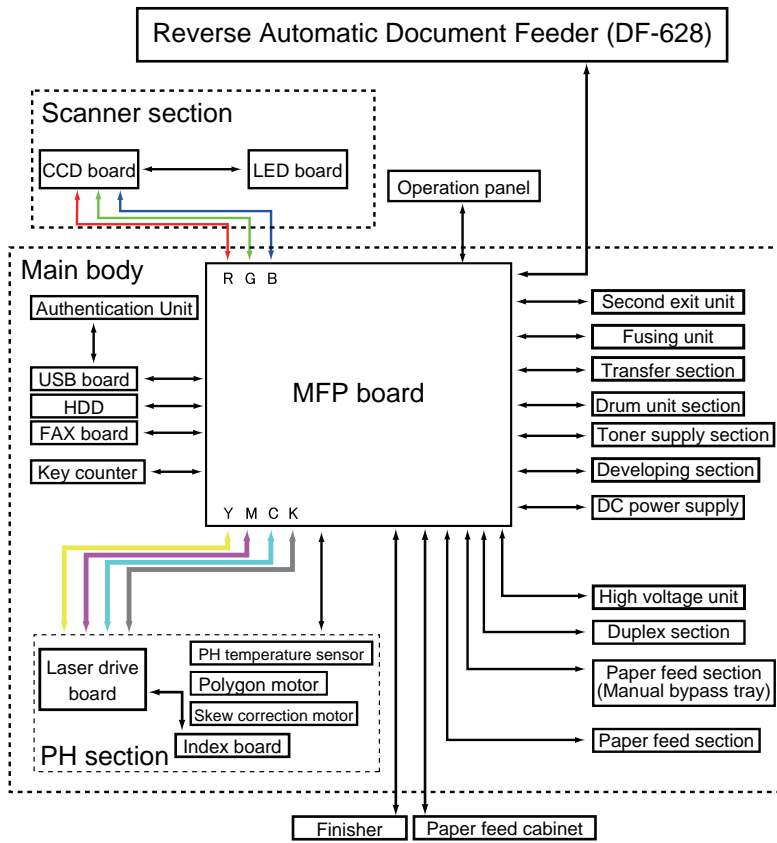 Reverse Automatic Document Feeder (DF-628)
Scanner section
CCD board
LED board
Operation panel
Main body
R G B
Authentication Unit
USB board
HDD
FAX board
Key counter
MFP board
Second exit unit
Fusing unit
Transfer section
Drum unit section
Toner supply section
Developing section
DC power supply
Y M C K
High voltage unit
Duplex section
Paper feed section
(Manual bypass tray)
Paper feed section
Laser drive
board
PH temperature sensor
Polygon motor
Skew correction motor
Index board
PH section
Finisher
Paper feed cabinet